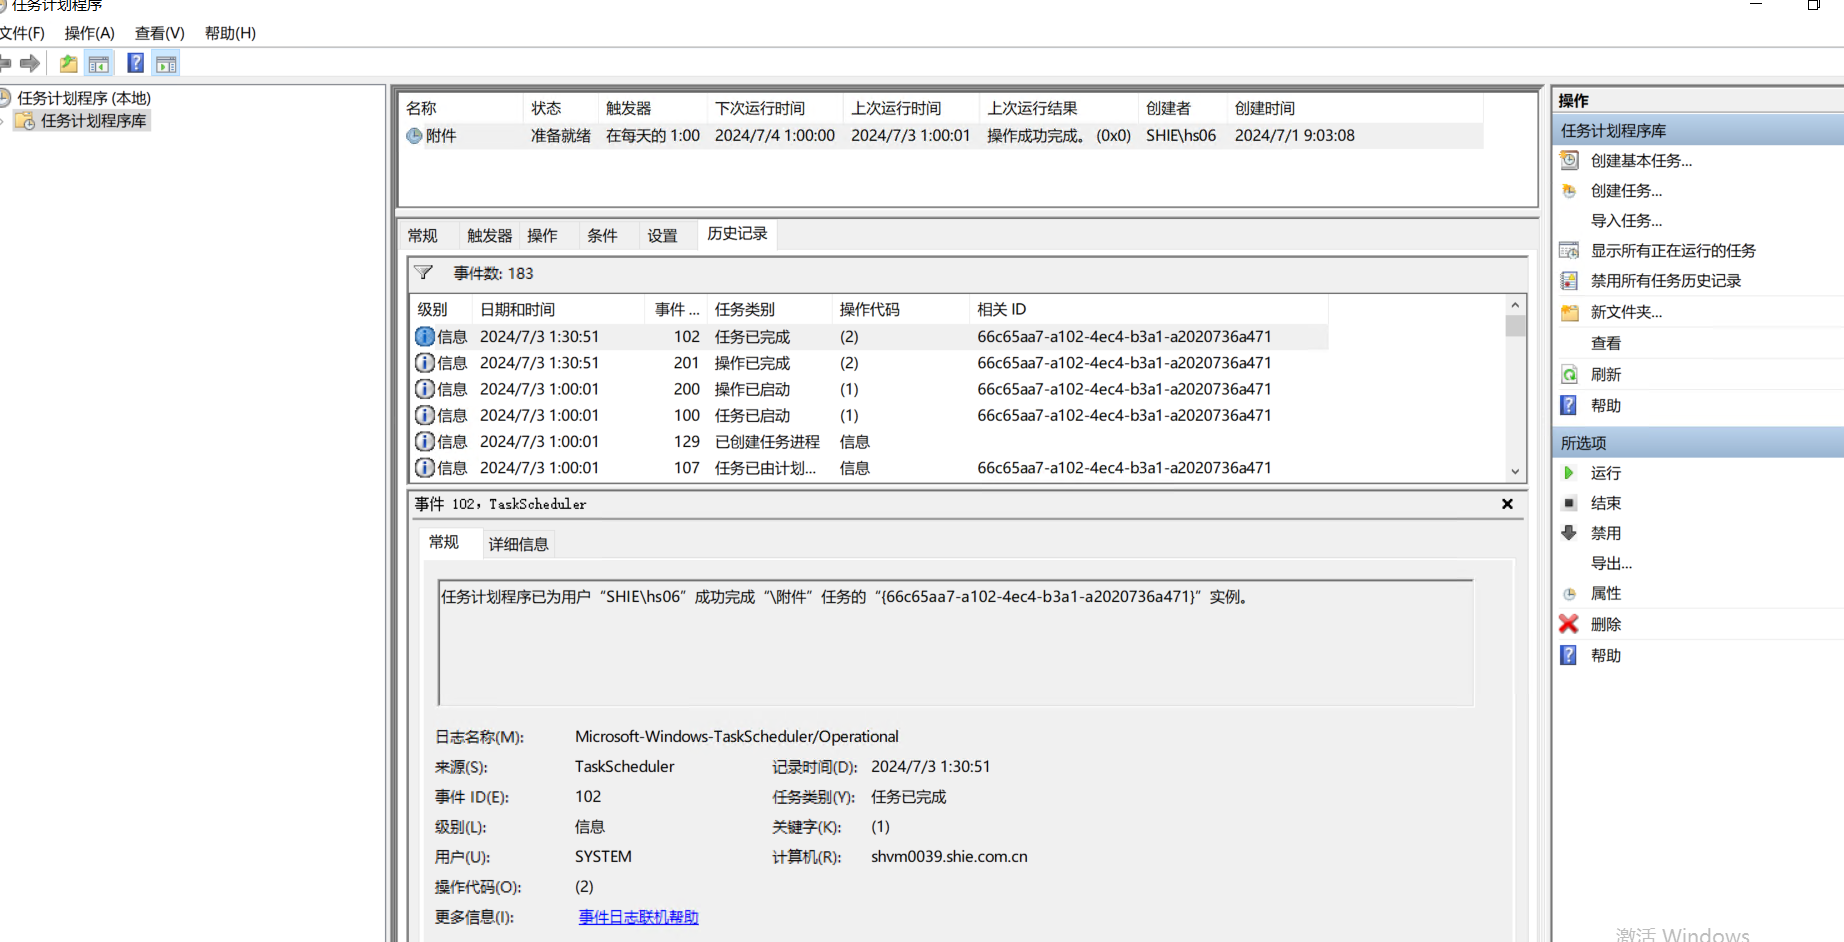 任务计划程序
文件(F) 操作(A) 查看(V) 帮助(H)
任务计划程序 (本地)
任务计划程序库
名称 状态 触发器 下次运行时间 上次运行时间 上次运行结果 创建者 创建时间
附件 准备就绪 在每天的 1:00 2024/7/4 1:00:00 2024/7/3 1:00:01 操作成功完成。 (0x0) SHIE\hs06 2024/7/1 9:03:08
常规 触发器 操作 条件 设置 历史记录
事件数: 183
级别 日期和时间 事件 ... 任务类别 操作代码 相关 ID
信息 2024/7/3 1:30:51 102 任务已完成 (2) 66c65aa7-a102-4ec4-b3a1-a2020736a471
信息 2024/7/3 1:30:51 201 操作已完成 (2) 66c65aa7-a102-4ec4-b3a1-a2020736a471
信息 2024/7/3 1:00:01 200 操作已启动 (1) 66c65aa7-a102-4ec4-b3a1-a2020736a471
信息 2024/7/3 1:00:01 100 任务已启动 (1) 66c65aa7-a102-4ec4-b3a1-a2020736a471
信息 2024/7/3 1:00:01 129 已创建任务进程 信息
信息 2024/7/3 1:00:01 107 任务已由计划... 信息 66c65aa7-a102-4ec4-b3a1-a2020736a471
事件 102，TaskScheduler
常规 详细信息
任务计划程序已为用户“SHIE\hs06”成功完成“\附件”任务的“{66c65aa7-a102-4ec4-b3a1-a2020736a471}”实例。
日志名称(M): Microsoft-Windows-TaskScheduler/Operational
来源(S): TaskScheduler 记录时间(D): 2024/7/3 1:30:51
事件 ID(E): 102 任务类别(Y): 任务已完成
级别(L): 信息 关键字(K): (1)
用户(U): SYSTEM 计算机(R): shvm0039.shie.com.cn
操作代码(O): (2)
更多信息(I): 事件日志联机帮助
操作
任务计划程序库
创建基本任务...
创建任务...
导入任务...
显示所有正在运行的任务
禁用所有任务历史记录
新文件夹...
查看
刷新
帮助
所选项
运行
结束
禁用
导出...
属性
删除
帮助
激活 Windows